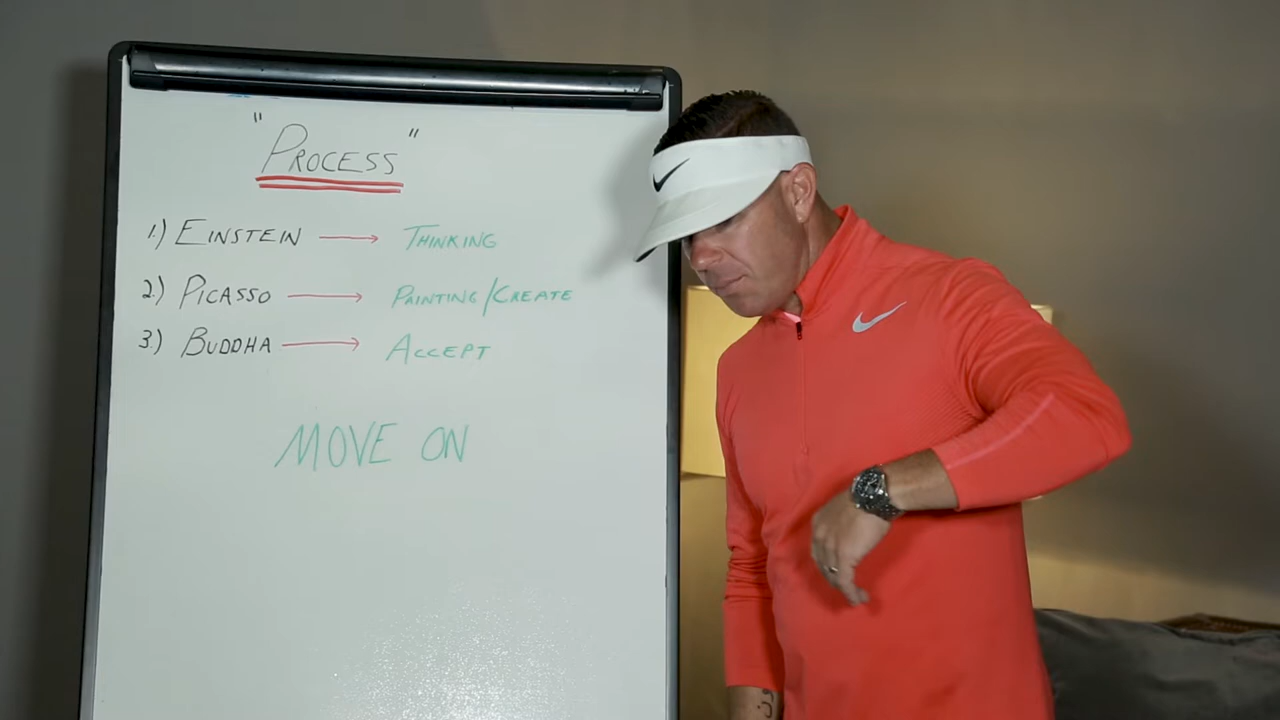 "PROCESS"
1.) EINSTEIN → THINKING
2.) PICASSO → PAINTING/CREATE
3.) BUDDHA → ACCEPT
MOVE ON